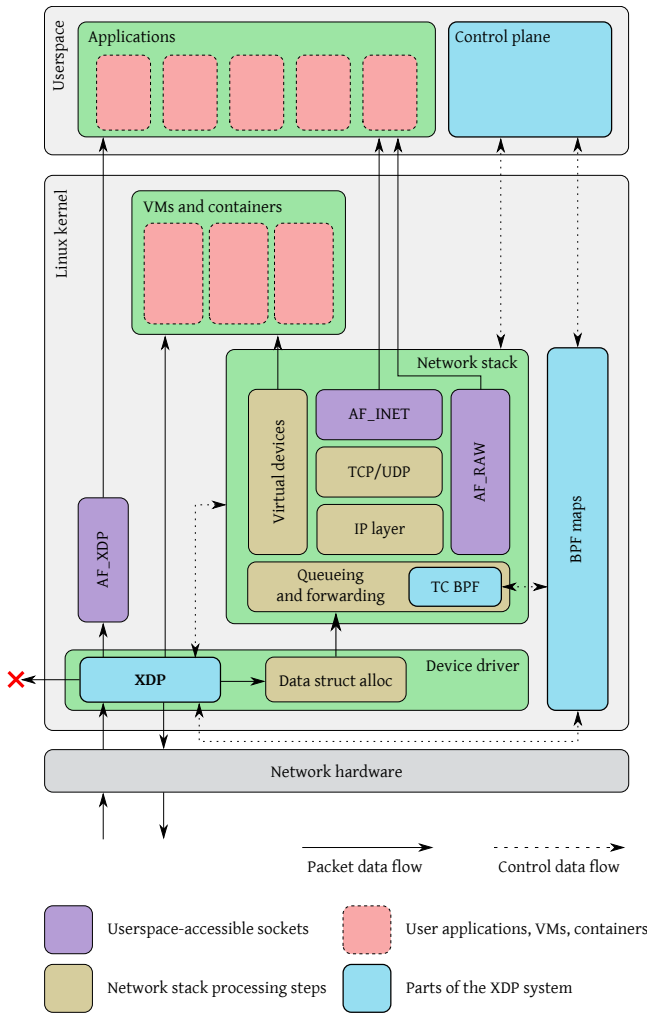 Userspace
Applications
Control plane
Linux kernel
VMs and containers
Network stack
Virtual devices
AF_INET
AF_RAW
TCP/UDP
IP layer
BPF maps
AF_XDP
Queueing
and forwarding
TC BPF
Device driver
XDP
Data struct alloc
Network hardware
Packet data flow
Control data flow
Userspace-accessible sockets
User applications, VMs, containers
Network stack processing steps
Parts of the XDP system